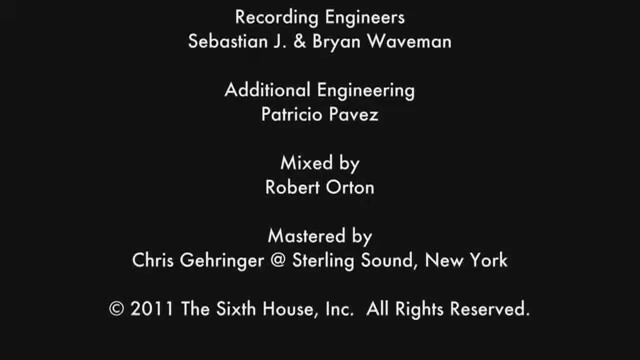 Recording Engineers
Sebastian J. & Bryan Waveman
Additional Engineering
Patricio Pavez
Mixed by
Robert Orton
Mastered by
Chris Gehringer @ Sterling Sound, New York
© 2011 The Sixth House, Inc. All Rights Reserved.